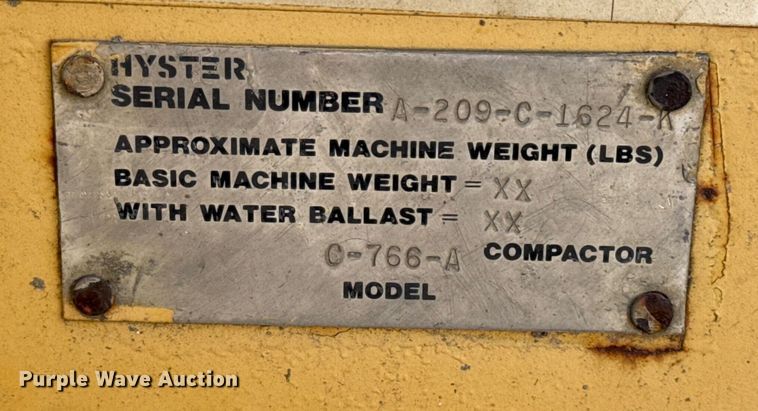 HYSTER
SERIAL NUMBER A-209-C-1624-K
APPROXIMATE MACHINE WEIGHT (LBS)
BASIC MACHINE WEIGHT = XX
WITH WATER BALLAST = XX
C-766-A COMPACTOR
MODEL
Purple Wave Auction